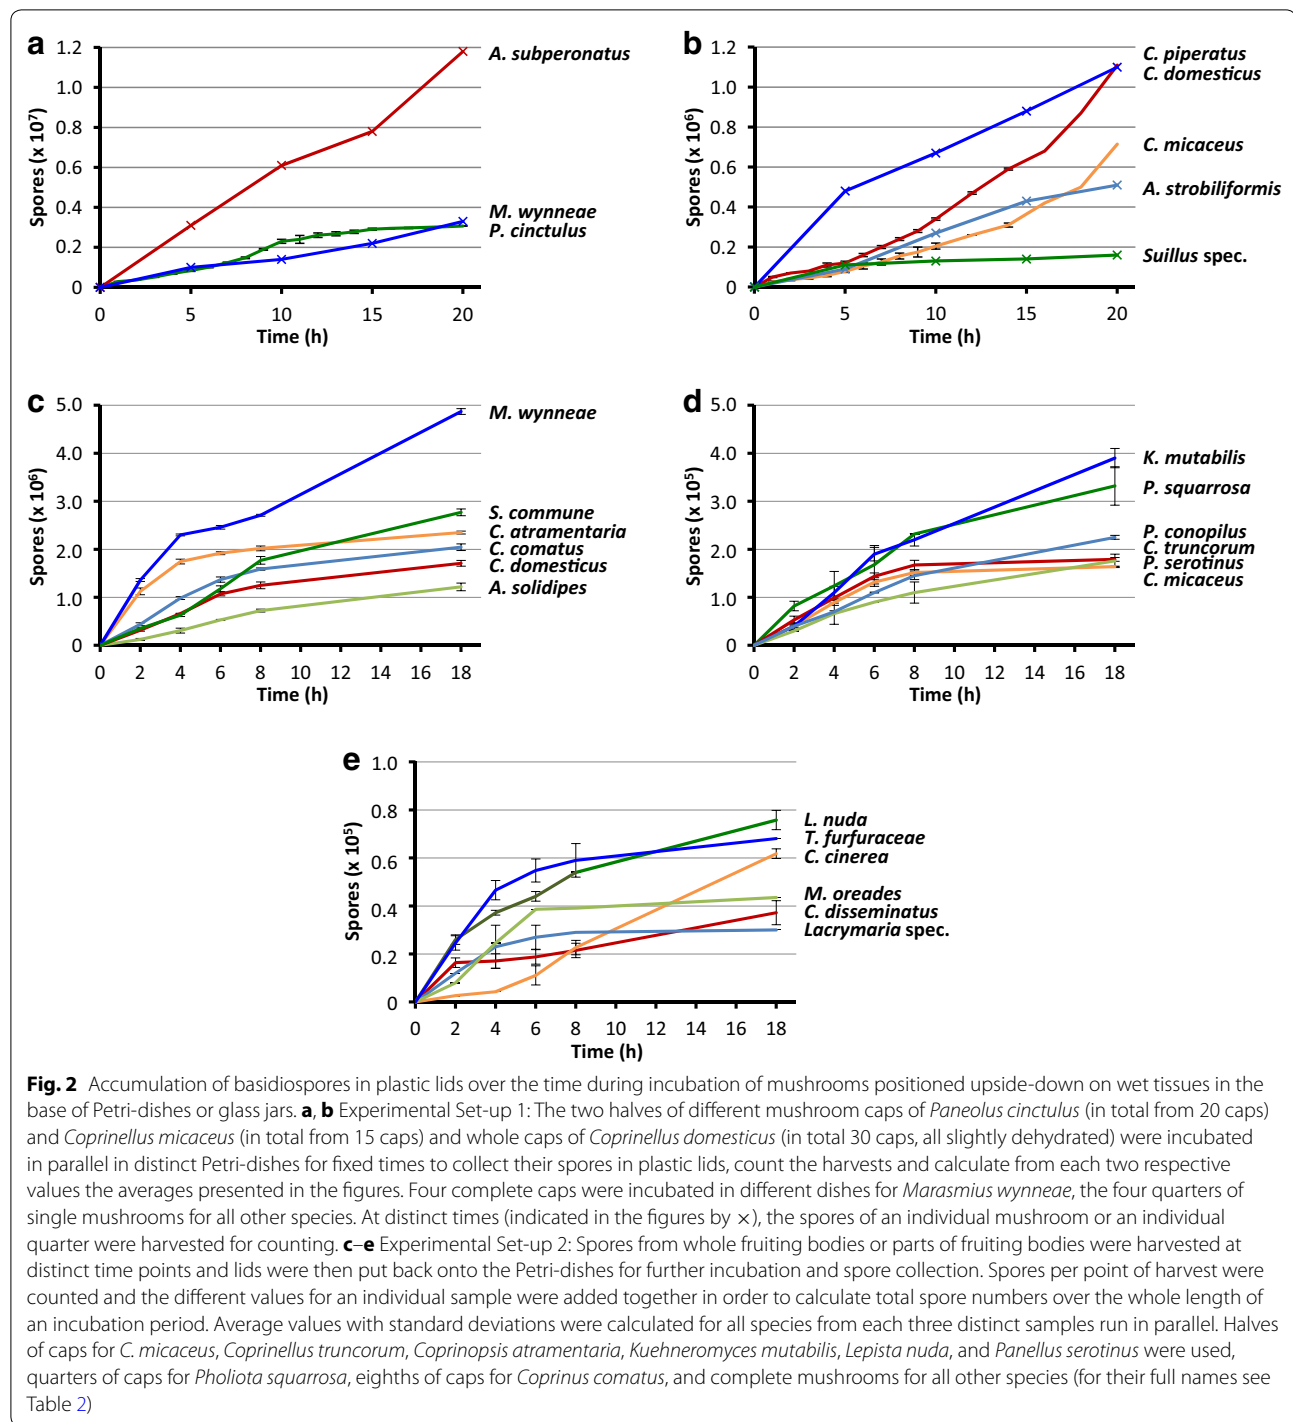 a
1.2
1.0
0.8
0.6
0.4
0.2
0
Spores (x 10⁷)
0 5 10 15 20
Time (h)
A. subperonatus
M. wynneae
P. cinctulus
b
1.2
1.0
0.8
0.6
0.4
0.2
0
Spores (x 10⁶)
0 5 10 15 20
Time (h)
C. piperatus
C. domesticus
C. micaceus
A. strobiliformis
Suillus spec.
c
5.0
4.0
3.0
2.0
1.0
0
Spores (x 10⁶)
0 2 4 6 8 10 12 14 16 18
Time (h)
M. wynneae
S. commune
C. atramentaria
C. comatus
C. domesticus
A. solidipes
d
5.0
4.0
3.0
2.0
1.0
0
Spores (x 10⁵)
0 2 4 6 8 10 12 14 16 18
Time (h)
K. mutabilis
P. squarrosa
P. conopilus
C. truncorum
P. serotinus
C. micaceus
e
1.0
0.8
0.6
0.4
0.2
0
Spores (x 10⁵)
0 2 4 6 8 10 12 14 16 18
Time (h)
L. nuda
T. furfuraceae
C. cinerea
M. oreades
C. disseminatus
Lacrymaria spec.
Fig. 2 Accumulation of basidiospores in plastic lids over the time during incubation of mushrooms positioned upside-down on wet tissues in the
base of Petri-dishes or glass jars. a, b Experimental Set-up 1: The two halves of different mushroom caps of Paneolus cinctulus (in total from 20 caps)
and Coprinellus micaceus (in total from 15 caps) and whole caps of Coprinellus domesticus (in total 30 caps, all slightly dehydrated) were incubated
in parallel in distinct Petri-dishes for fixed times to collect their spores in plastic lids, count the harvests and calculate from each two respective
values the averages presented in the figures. Four complete caps were incubated in different dishes for Marasmius wynneae, the four quarters of
single mushrooms for all other species. At distinct times (indicated in the figures by ×), the spores of an individual mushroom or an individual
quarter were harvested for counting. c–e Experimental Set-up 2: Spores from whole fruiting bodies or parts of fruiting bodies were harvested at
distinct time points and lids were then put back onto the Petri-dishes for further incubation and spore collection. Spores per point of harvest were
counted and the different values for an individual sample were added together in order to calculate total spore numbers over the whole length of
an incubation period. Average values with standard deviations were calculated for all species from each three distinct samples run in parallel. Halves
of caps for C. micaceus, Coprinellus truncorum, Coprinopsis atramentaria, Kuehneromyces mutabilis, Lepista nuda, and Panellus serotinus were used,
quarters of caps for Pholiota squarrosa, eighths of caps for Coprinus comatus, and complete mushrooms for all other species (for their full names see
Table 2)